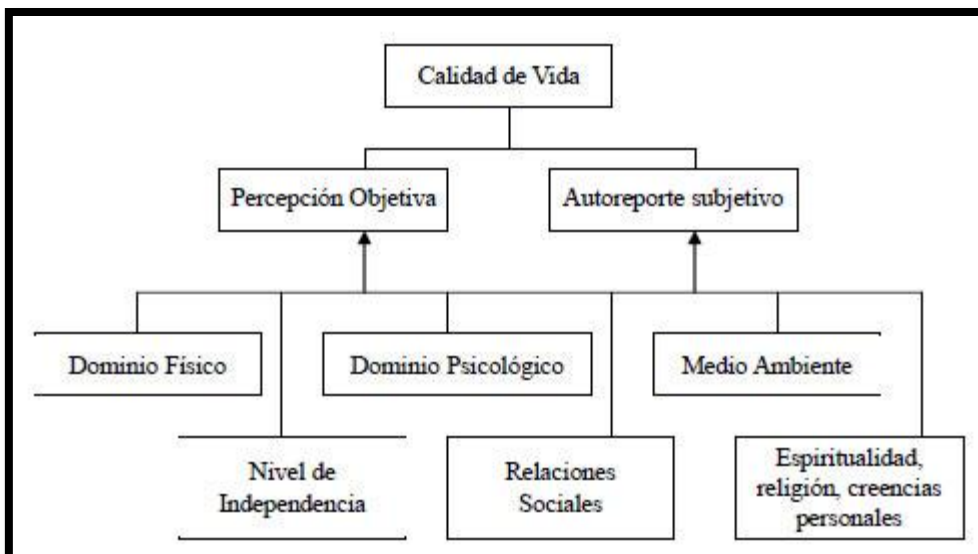 Calidad de Vida
Percepción Objetiva
Autoreporte subjetivo
Dominio Físico
Dominio Psicológico
Medio Ambiente
Nivel de
Independencia
Relaciones
Sociales
Espiritualidad,
religión, creencias
personales